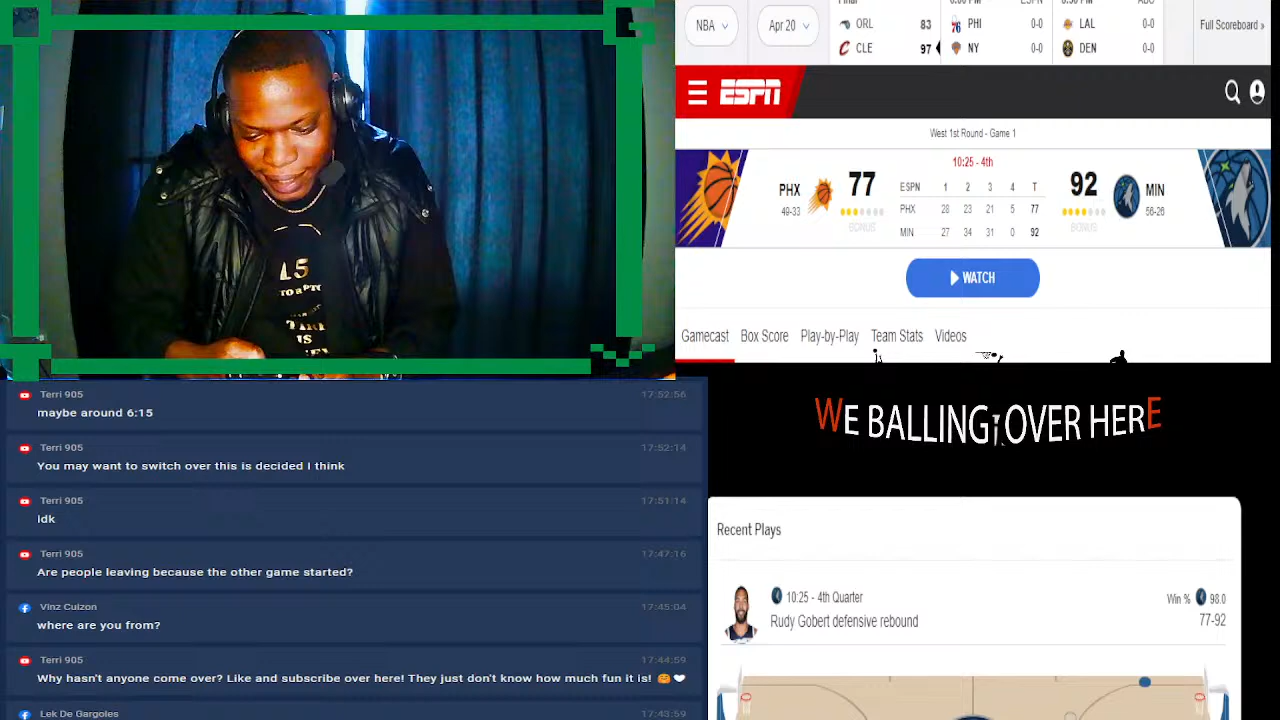 NBA
Apr 20
ORL 83
CLE 97
PHI 0-0
NY 0-0
LAL 0-0
DEN 0-0
Full Scoreboard »
ESPN
West 1st Round - Game 1
10:25 - 4th
PHX
49-33
77
BONUS
ESPN 1 2 3 4 T
PHX 28 23 21 5 77
MIN 27 34 31 0 92
92
BONUS
MIN
56-26
WATCH
Gamecast Box Score Play-by-Play Team Stats Videos
Terri 905 17:52:56
maybe around 6:15
Terri 905 17:52:14
You may want to switch over this is decided I think
Terri 905 17:51:14
idk
Terri 905 17:47:16
Are people leaving because the other game started?
Vinz Cuizon 17:45:04
where are you from?
Terri 905 17:44:59
Why hasn't anyone come over? Like and subscribe over here! They just don't know how much fun it is! 🤗🤍
Lek De Gargoles 17:43:59
WE BALLING OVER HERE
Recent Plays
10:25 - 4th Quarter
Rudy Gobert defensive rebound
Win % 98.0
77-92